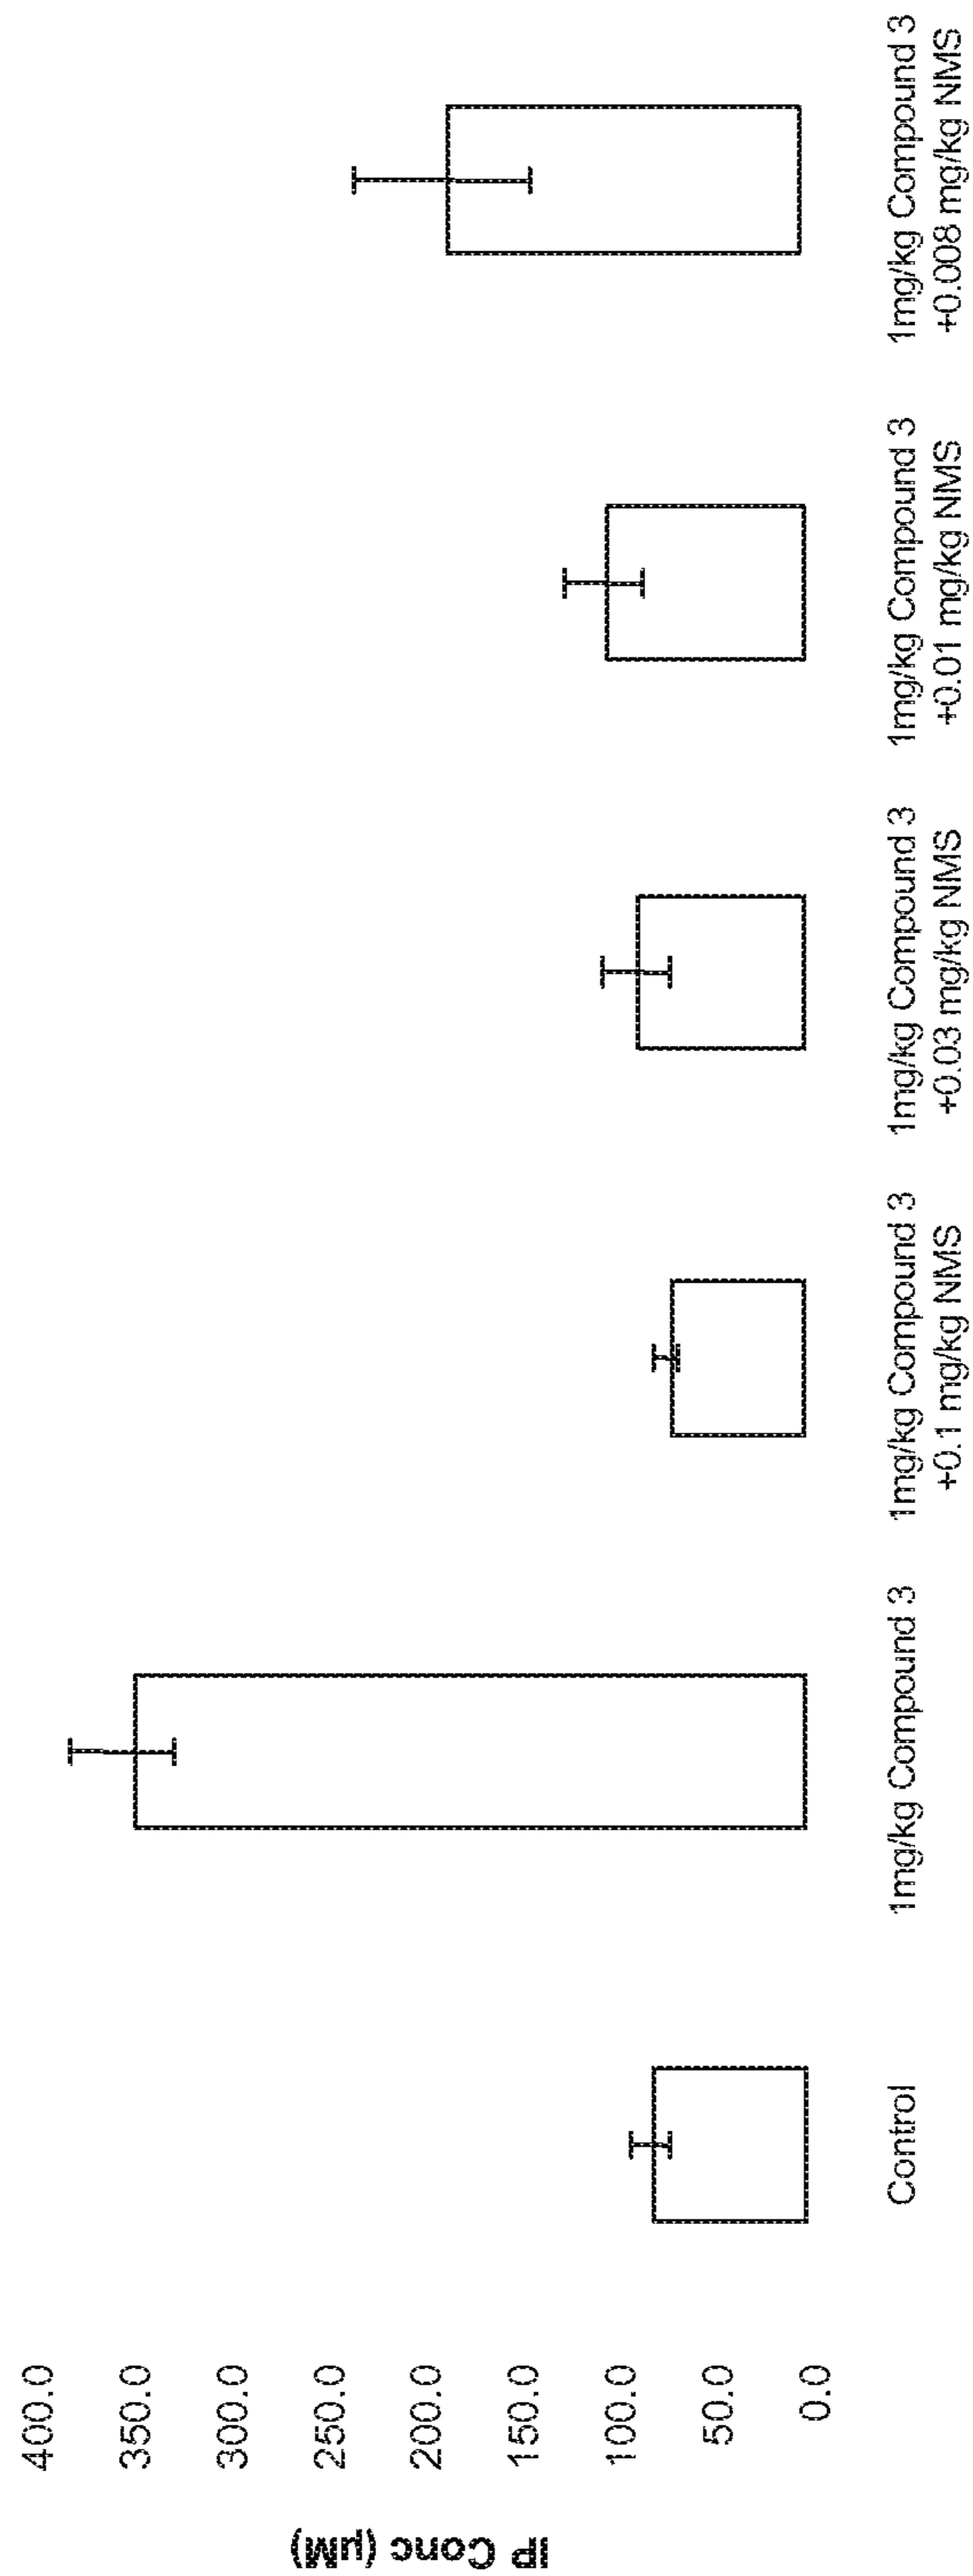 IP Conc (µM)
400.0
350.0
300.0
250.0
200.0
150.0
100.0
50.0
0.0
Control
1mg/kg Compound 3
1mg/kg Compound 3
+0.1 mg/kg NMS
1mg/kg Compound 3
+0.03 mg/kg NMS
1mg/kg Compound 3
+0.01 mg/kg NMS
1mg/kg Compound 3
+0.008 mg/kg NMS